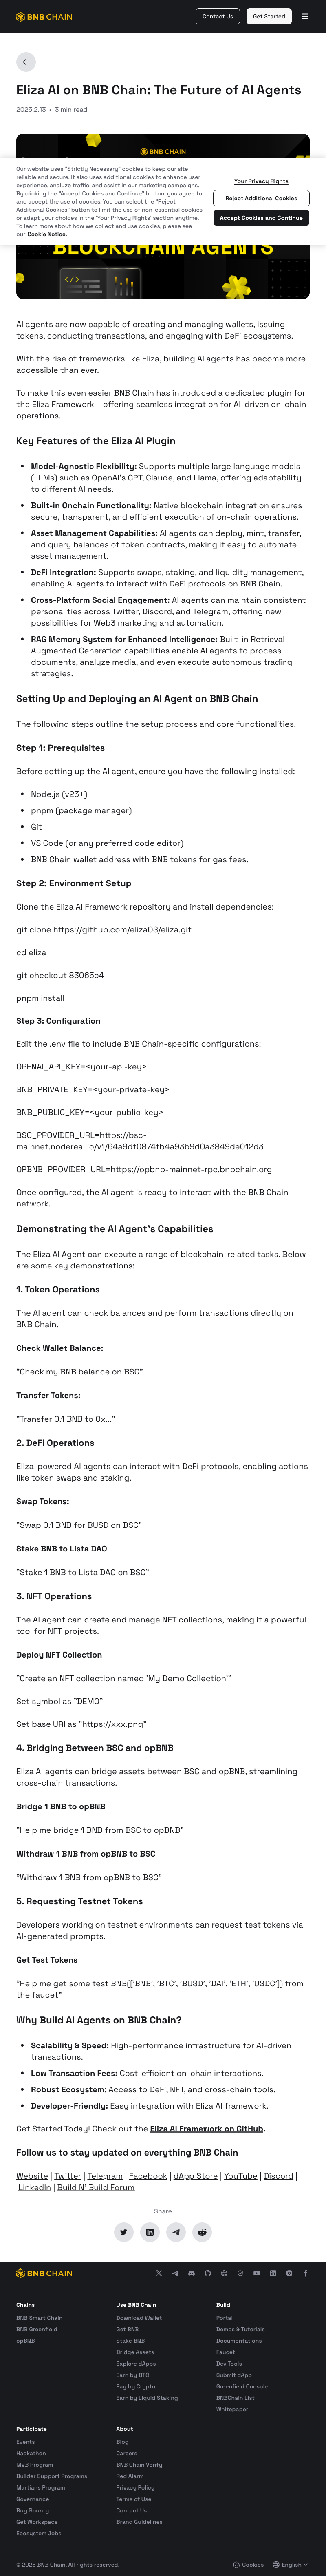 BNB CHAIN
Contact Us
Get Started
Eliza AI on BNB Chain: The Future of AI Agents
2025.2.13 • 3 min read
BNB CHAIN
Our website uses "Strictly Necessary" cookies to keep our site
reliable and secure. It also uses additional cookies to enhance user
experience, analyze traffic, and assist in our marketing campaigns.
By clicking the "Accept Cookies and Continue" button, you agree to
and accept the use of cookies. You can select the "Reject
Additional Cookies" button to limit the use of non-essential cookies
or adjust your choices in the "Your Privacy Rights' section anytime.
To learn more about how we collect and use cookies, please see
our Cookie Notice.
Your Privacy Rights
Reject Additional Cookies
Accept Cookies and Continue
BLOCKCHAIN AGENTS
AI agents are now capable of creating and managing wallets, issuing
tokens, conducting transactions, and engaging with DeFi ecosystems.
With the rise of frameworks like Eliza, building AI agents has become more
accessible than ever.
To make this even easier BNB Chain has introduced a dedicated plugin for
the Eliza Framework – offering seamless integration for AI-driven on-chain
operations.
Key Features of the Eliza AI Plugin
• Model-Agnostic Flexibility: Supports multiple large language models
(LLMs) such as OpenAI's GPT, Claude, and Llama, offering adaptability
to different AI needs.
• Built-in Onchain Functionality: Native blockchain integration ensures
secure, transparent, and efficient execution of on-chain operations.
• Asset Management Capabilities: AI agents can deploy, mint, transfer,
and query balances of token contracts, making it easy to automate asset
management.
• DeFi Integration: Supports swaps, staking, and liquidity management,
enabling AI agents to interact with DeFi protocols on BNB Chain.
• Cross-Platform Social Engagement: AI agents can maintain consistent
personalities across Twitter, Discord, and Telegram, offering new
possibilities for Web3 marketing and automation.
• RAG Memory System for Enhanced Intelligence: Built-in Retrieval-
Augmented Generation capabilities enable AI agents to process
documents, analyze media, and even execute autonomous trading
strategies.
Setting Up and Deploying an AI Agent on BNB Chain
The following steps outline the setup process and core functionalities.
Step 1: Prerequisites
Before setting up the AI agent, ensure you have the following installed:
• Node.js (v23+)
• pnpm (package manager)
• Git
• VS Code (or any preferred code editor)
• BNB Chain wallet address with BNB tokens for gas fees.
Step 2: Environment Setup
Clone the Eliza AI Framework repository and install dependencies:
git clone https://github.com/elizaOS/eliza.git
cd eliza
git checkout 83065c4
pnpm install
Step 3: Configuration
Edit the .env file to include BNB Chain-specific configurations:
OPENAI_API_KEY=<your-api-key>
BNB_PRIVATE_KEY=<your-private-key>
BNB_PUBLIC_KEY=<your-public-key>
BSC_PROVIDER_URL=https://bsc-
mainnet.nodereal.io/v1/64a9df0874fb4a93b9d0a3849de012d3
OPBNB_PROVIDER_URL=https://opbnb-mainnet-rpc.bnbchain.org
Once configured, the AI agent is ready to interact with the BNB Chain
network.
Demonstrating the AI Agent's Capabilities
The Eliza AI Agent can execute a range of blockchain-related tasks. Below
are some key demonstrations:
1. Token Operations
The AI agent can check balances and perform transactions directly on
BNB Chain.
Check Wallet Balance:
"Check my BNB balance on BSC"
Transfer Tokens:
"Transfer 0.1 BNB to 0x..."
2. DeFi Operations
Eliza-powered AI agents can interact with DeFi protocols, enabling actions
like token swaps and staking.
Swap Tokens:
"Swap 0.1 BNB for BUSD on BSC"
Stake BNB to Lista DAO
"Stake 1 BNB to Lista DAO on BSC"
3. NFT Operations
The AI agent can create and manage NFT collections, making it a powerful
tool for NFT projects.
Deploy NFT Collection
"Create an NFT collection named 'My Demo Collection'"
Set symbol as "DEMO"
Set base URI as "https://xxx.png"
4. Bridging Between BSC and opBNB
Eliza AI agents can bridge assets between BSC and opBNB, streamlining
cross-chain transactions.
Bridge 1 BNB to opBNB
"Help me bridge 1 BNB from BSC to opBNB"
Withdraw 1 BNB from opBNB to BSC
"Withdraw 1 BNB from opBNB to BSC"
5. Requesting Testnet Tokens
Developers working on testnet environments can request test tokens via
AI-generated prompts.
Get Test Tokens
"Help me get some test BNB(['BNB', 'BTC', 'BUSD', 'DAI', 'ETH', 'USDC']) from
the faucet"
Why Build AI Agents on BNB Chain?
• Scalability & Speed: High-performance infrastructure for AI-driven
transactions.
• Low Transaction Fees: Cost-efficient on-chain interactions.
• Robust Ecosystem: Access to DeFi, NFT, and cross-chain tools.
• Developer-Friendly: Easy integration with Eliza AI framework.
Get Started Today! Check out the Eliza AI Framework on GitHub.
Follow us to stay updated on everything BNB Chain
Website | Twitter | Telegram | Facebook | dApp Store | YouTube | Discord |
LinkedIn | Build N' Build Forum
Share
BNB CHAIN
Chains
BNB Smart Chain
BNB Greenfield
opBNB
Use BNB Chain
Download Wallet
Get BNB
Stake BNB
Bridge Assets
Explore dApps
Earn by BTC
Pay by Crypto
Earn by Liquid Staking
Build
Portal
Demos & Tutorials
Documentations
Faucet
Dev Tools
Submit dApp
Greenfield Console
BNBChain List
Whitepaper
Participate
Events
Hackathon
MVB Program
Builder Support Programs
Martians Program
Governance
Bug Bounty
Get Workspace
Ecosystem Jobs
About
Blog
Careers
BNB Chain Verify
Red Alarm
Privacy Policy
Terms of Use
Contact Us
Brand Guidelines
© 2025 BNB Chain. All rights reserved.
Cookies
English